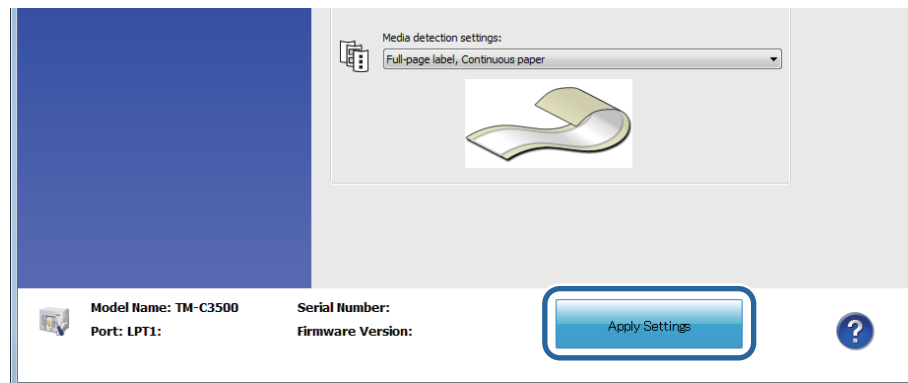 Media detection settings:
Full-page label, Continuous paper
Model Name: TM-C3500
Serial Number:
Port: LPT1:
Firmware Version:
Apply Settings
?